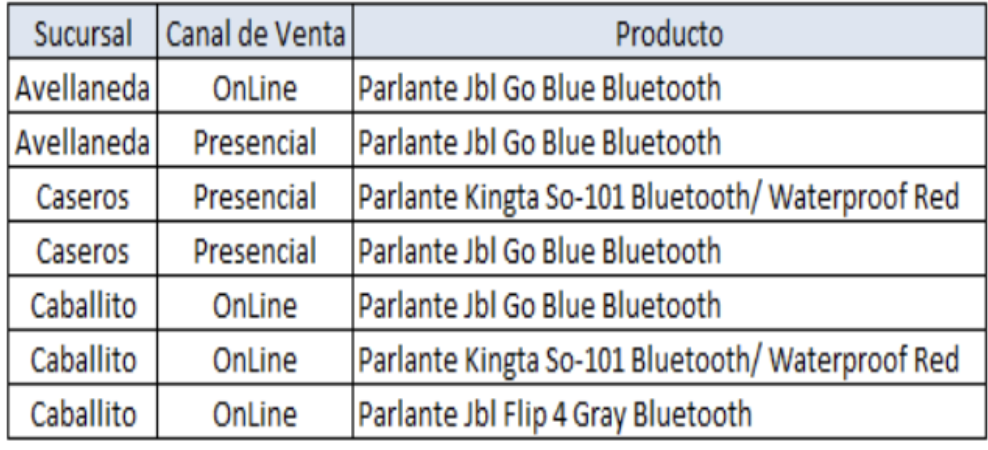 Sucursal Canal de Venta Producto
Avellaneda OnLine Parlante Jbl Go Blue Bluetooth
Avellaneda Presencial Parlante Jbl Go Blue Bluetooth
Caseros Presencial Parlante Kingta So-101 Bluetooth/ Waterproof Red
Caseros Presencial Parlante Jbl Go Blue Bluetooth
Caballito OnLine Parlante Jbl Go Blue Bluetooth
Caballito OnLine Parlante Kingta So-101 Bluetooth/ Waterproof Red
Caballito OnLine Parlante Jbl Flip 4 Gray Bluetooth